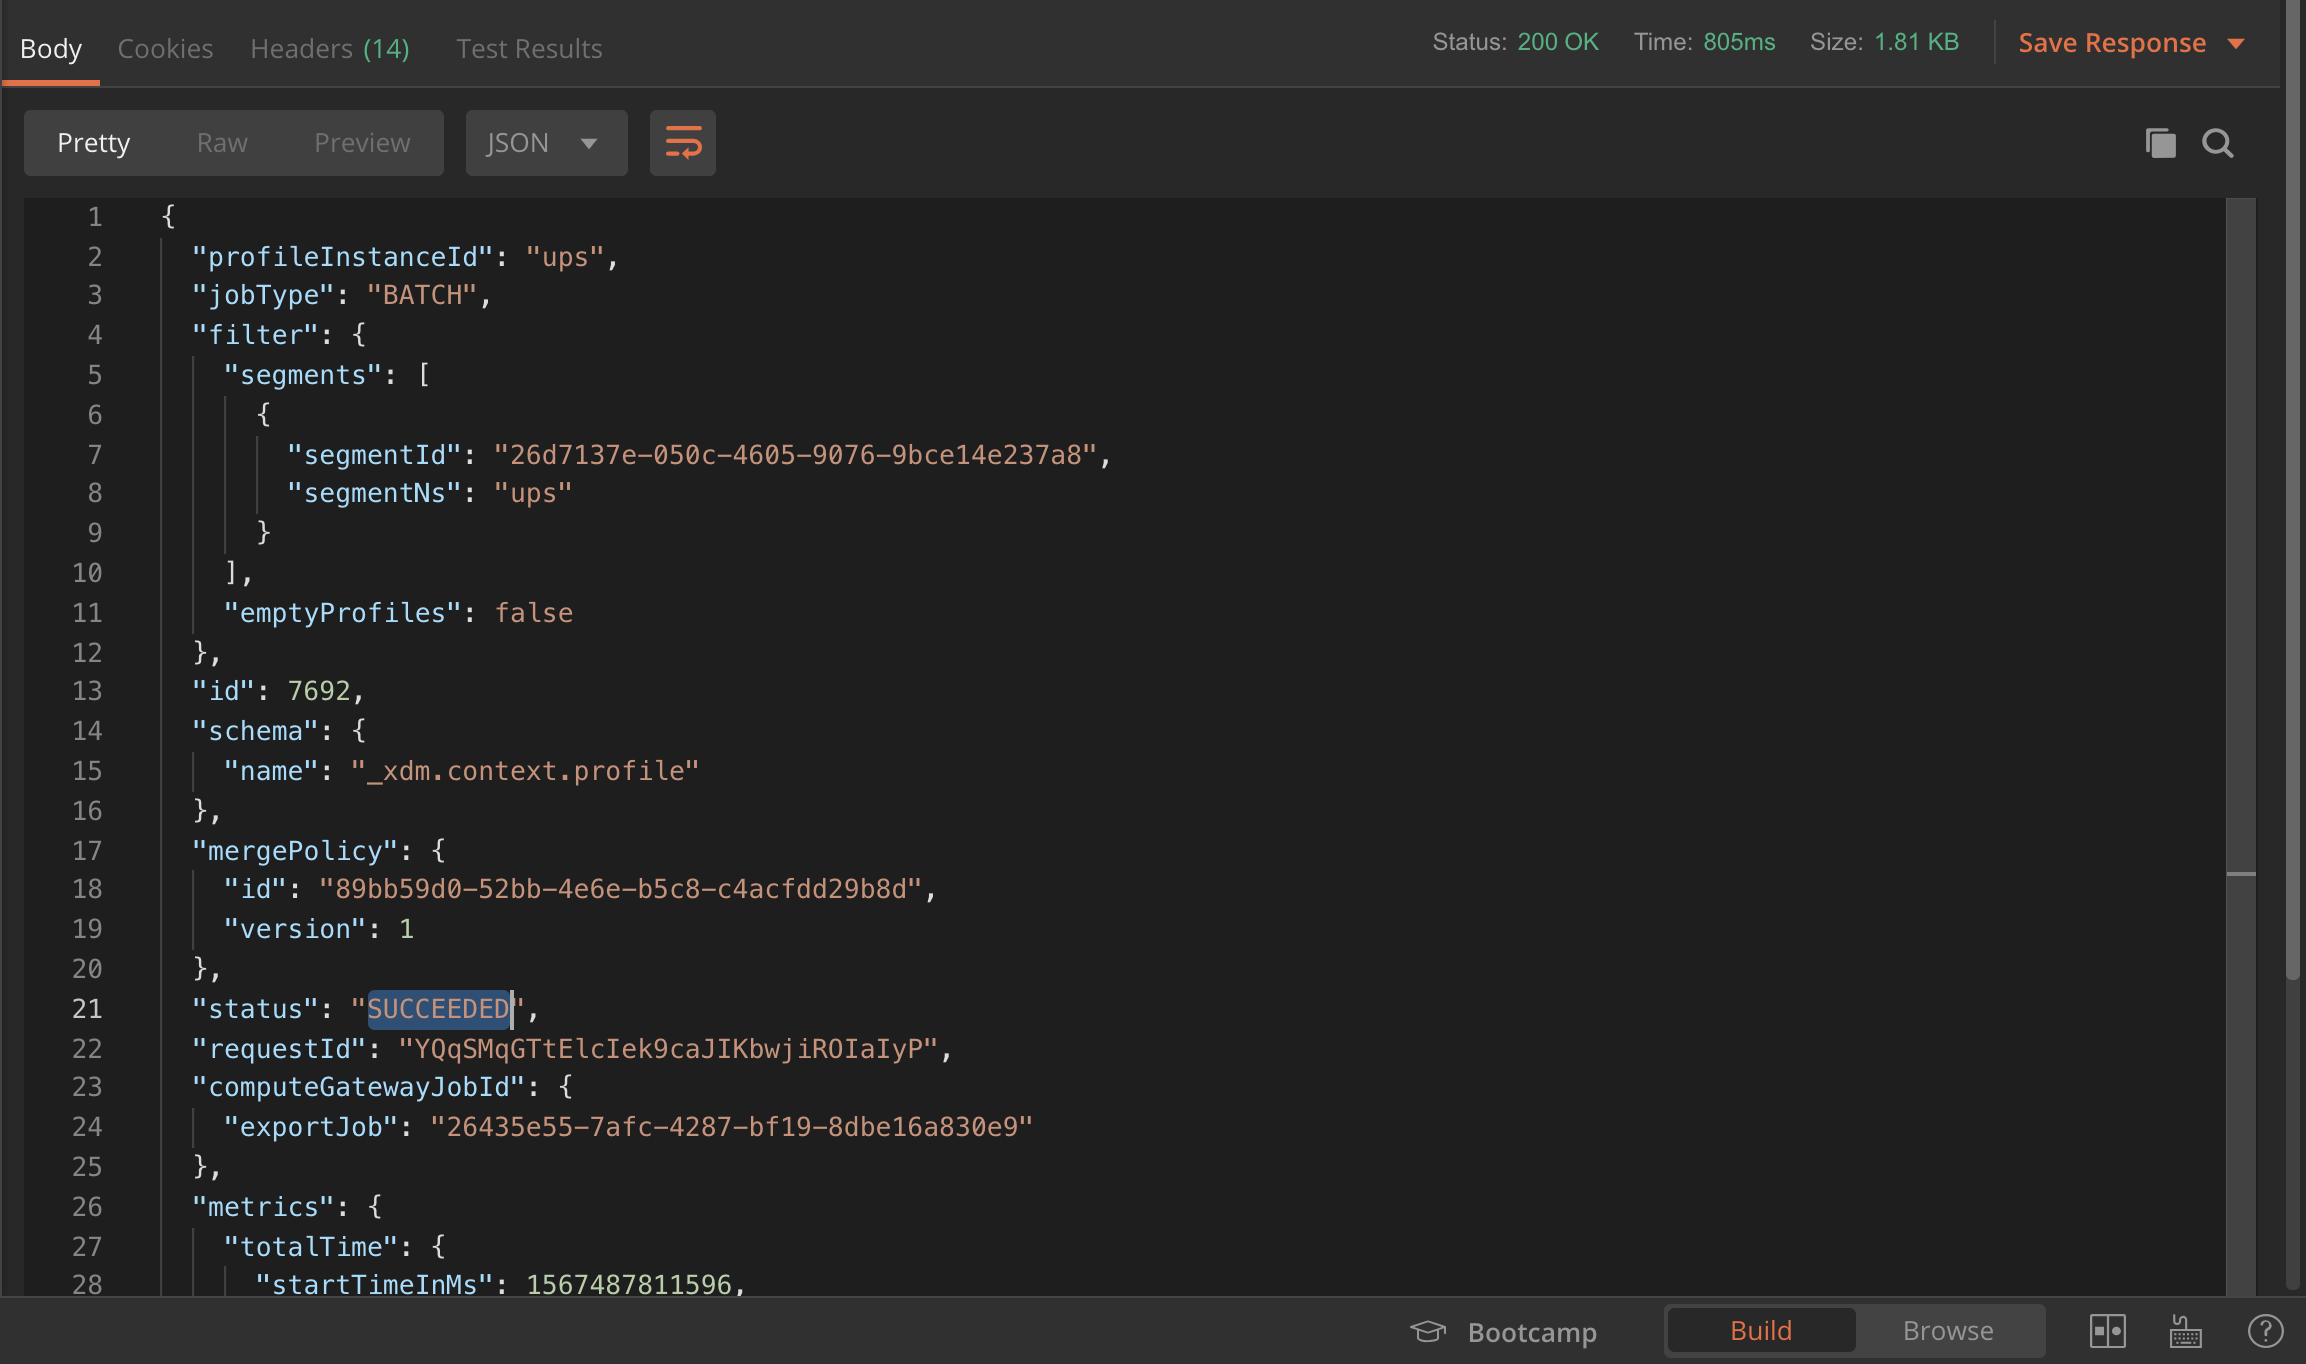 Body Cookies Headers (14) Test Results Status: 200 OK Time: 805ms Size: 1.81 KB Save Response
Pretty Raw Preview JSON
1 {
2 "profileInstanceId": "ups",
3 "jobType": "BATCH",
4 "filter": {
5 "segments": [
6 {
7 "segmentId": "26d7137e-050c-4605-9076-9bce14e237a8",
8 "segmentNs": "ups"
9 }
10 ],
11 "emptyProfiles": false
12 },
13 "id": 7692,
14 "schema": {
15 "name": "_xdm.context.profile"
16 },
17 "mergePolicy": {
18 "id": "89bb59d0-52bb-4e6e-b5c8-c4acfdd29b8d",
19 "version": 1
20 },
21 "status": "SUCCEEDED",
22 "requestId": "YQqSMqGTtElcIek9caJIKbwjiROIaIyP",
23 "computeGatewayJobId": {
24 "exportJob": "26435e55-7afc-4287-bf19-8dbe16a830e9"
25 },
26 "metrics": {
27 "totalTime": {
28 "startTimeInMs": 1567487811596,
Bootcamp Build Browse ?